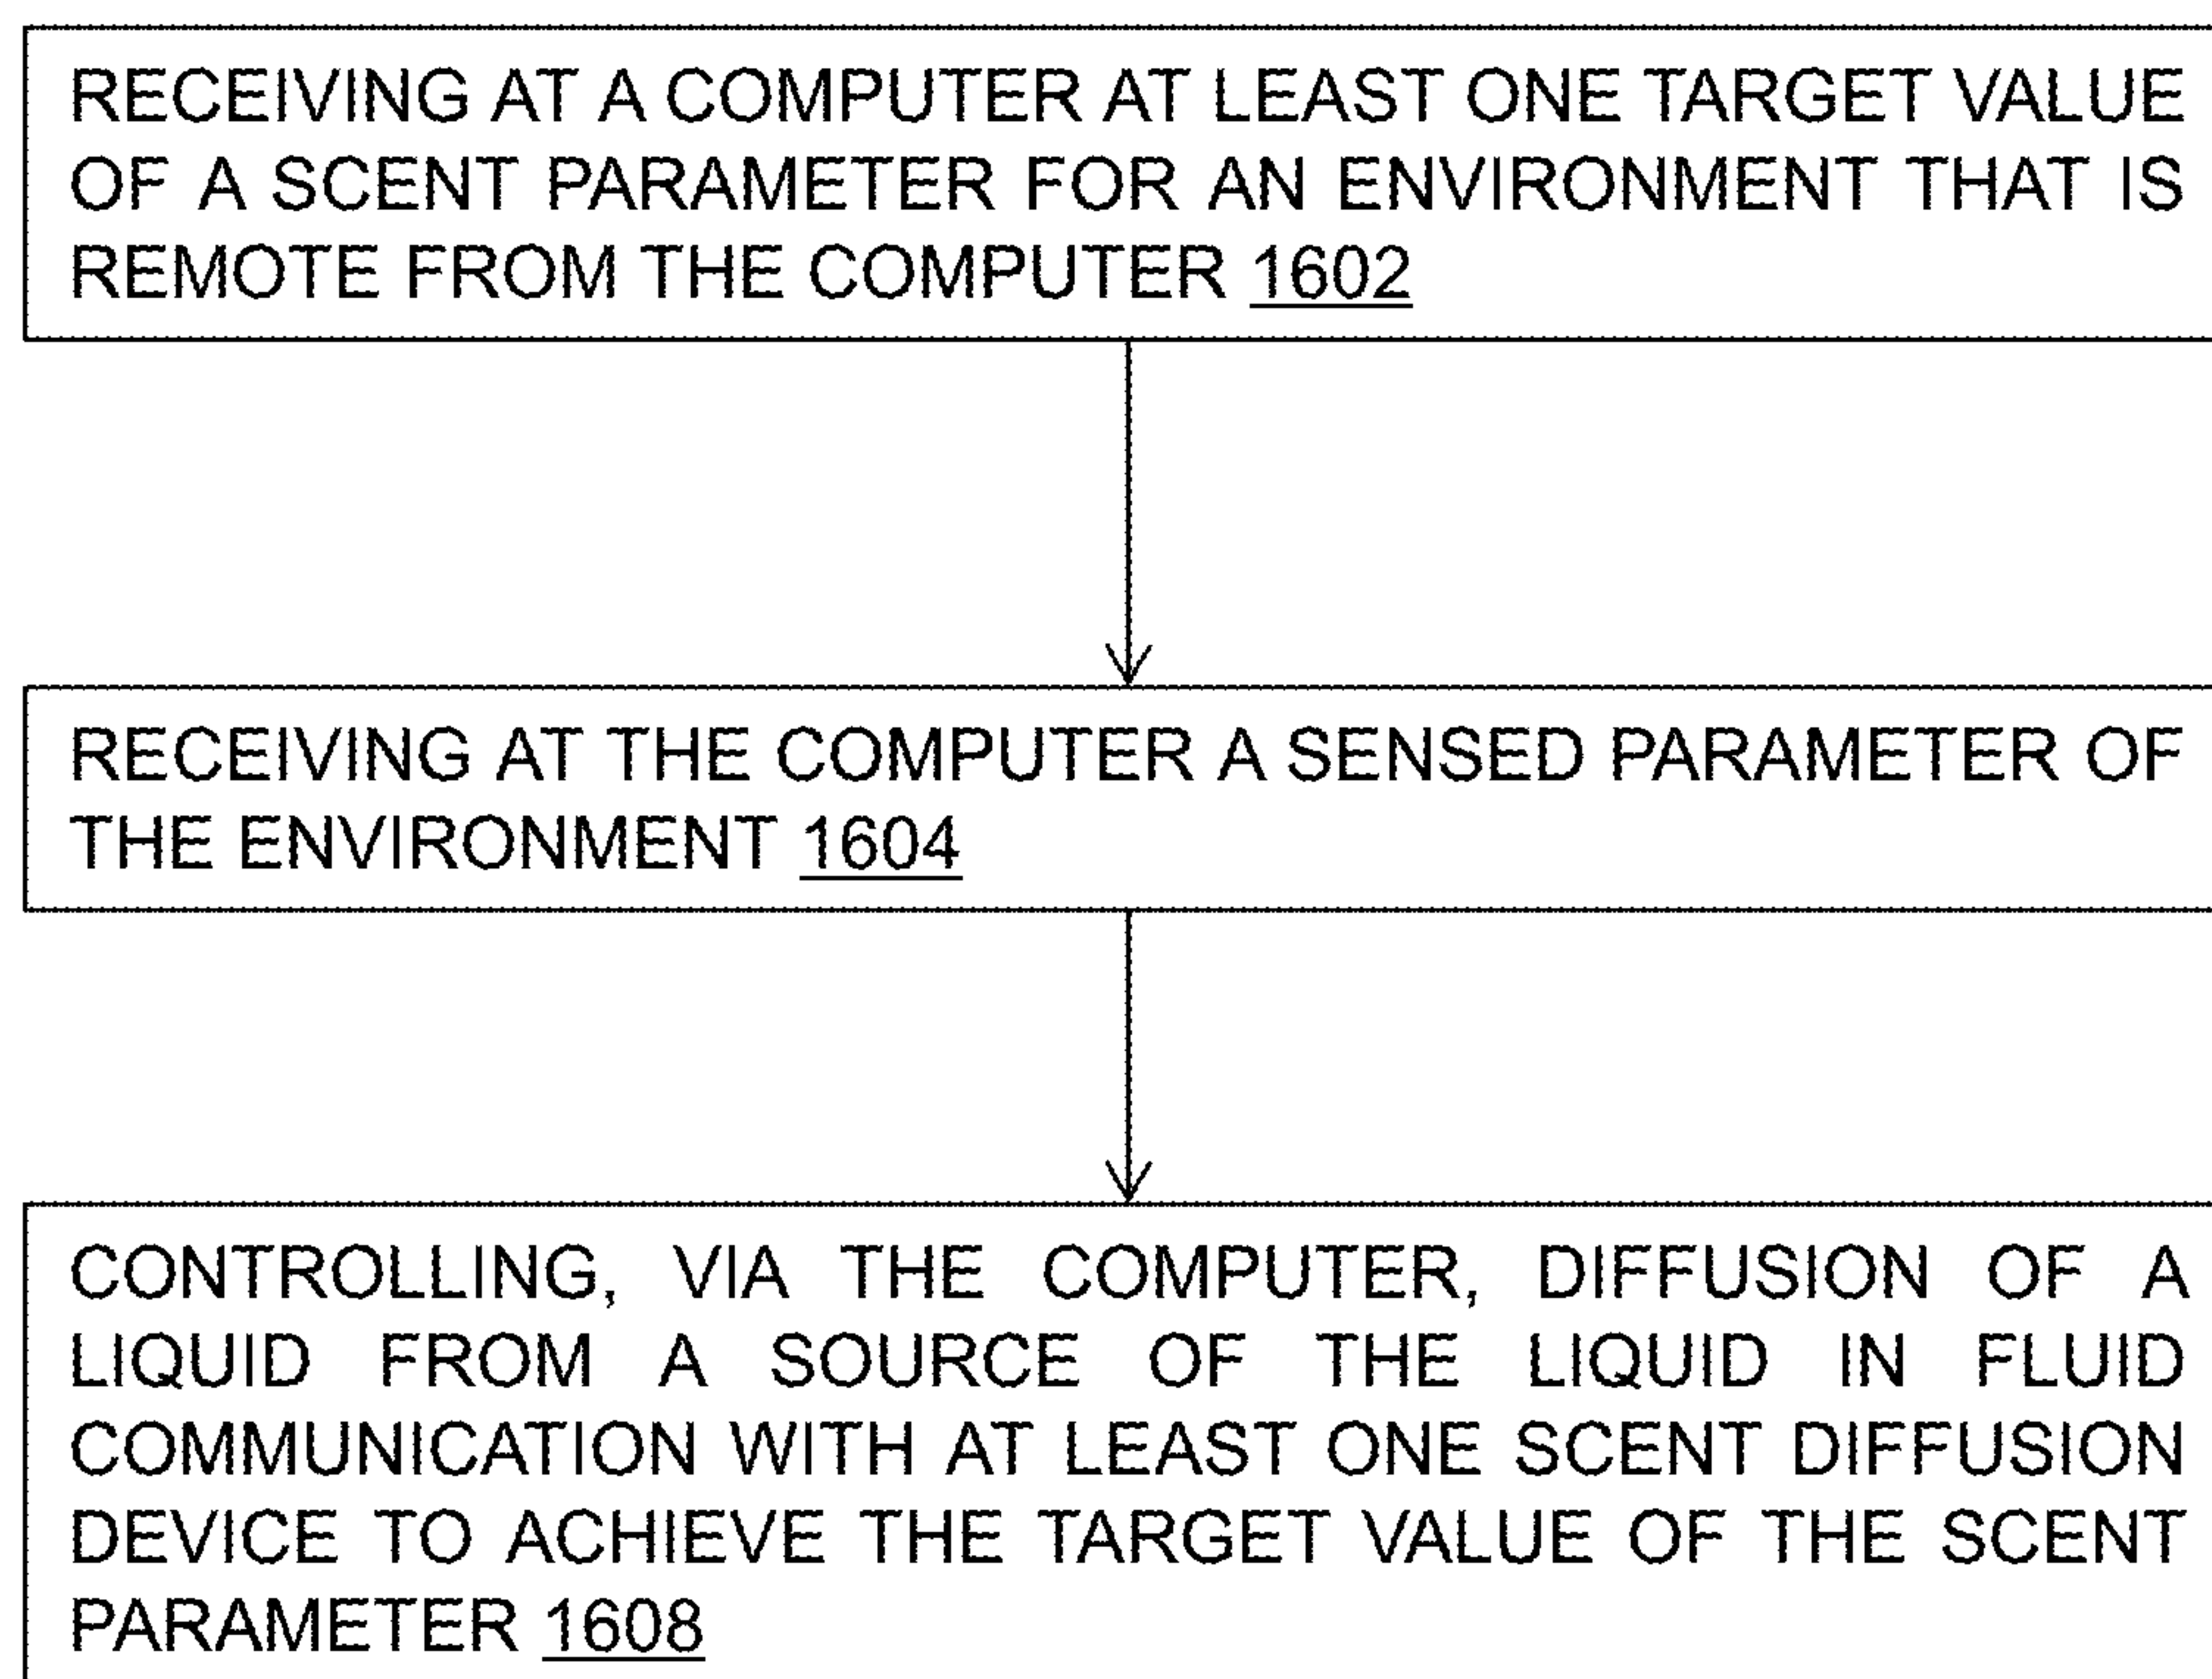 RECEIVING AT A COMPUTER AT LEAST ONE TARGET VALUE
OF A SCENT PARAMETER FOR AN ENVIRONMENT THAT IS
REMOTE FROM THE COMPUTER 1602
RECEIVING AT THE COMPUTER A SENSED PARAMETER OF
THE ENVIRONMENT 1604
CONTROLLING, VIA THE COMPUTER, DIFFUSION OF A
LIQUID FROM A SOURCE OF THE LIQUID IN FLUID
COMMUNICATION WITH AT LEAST ONE SCENT DIFFUSION
DEVICE TO ACHIEVE THE TARGET VALUE OF THE SCENT
PARAMETER 1608